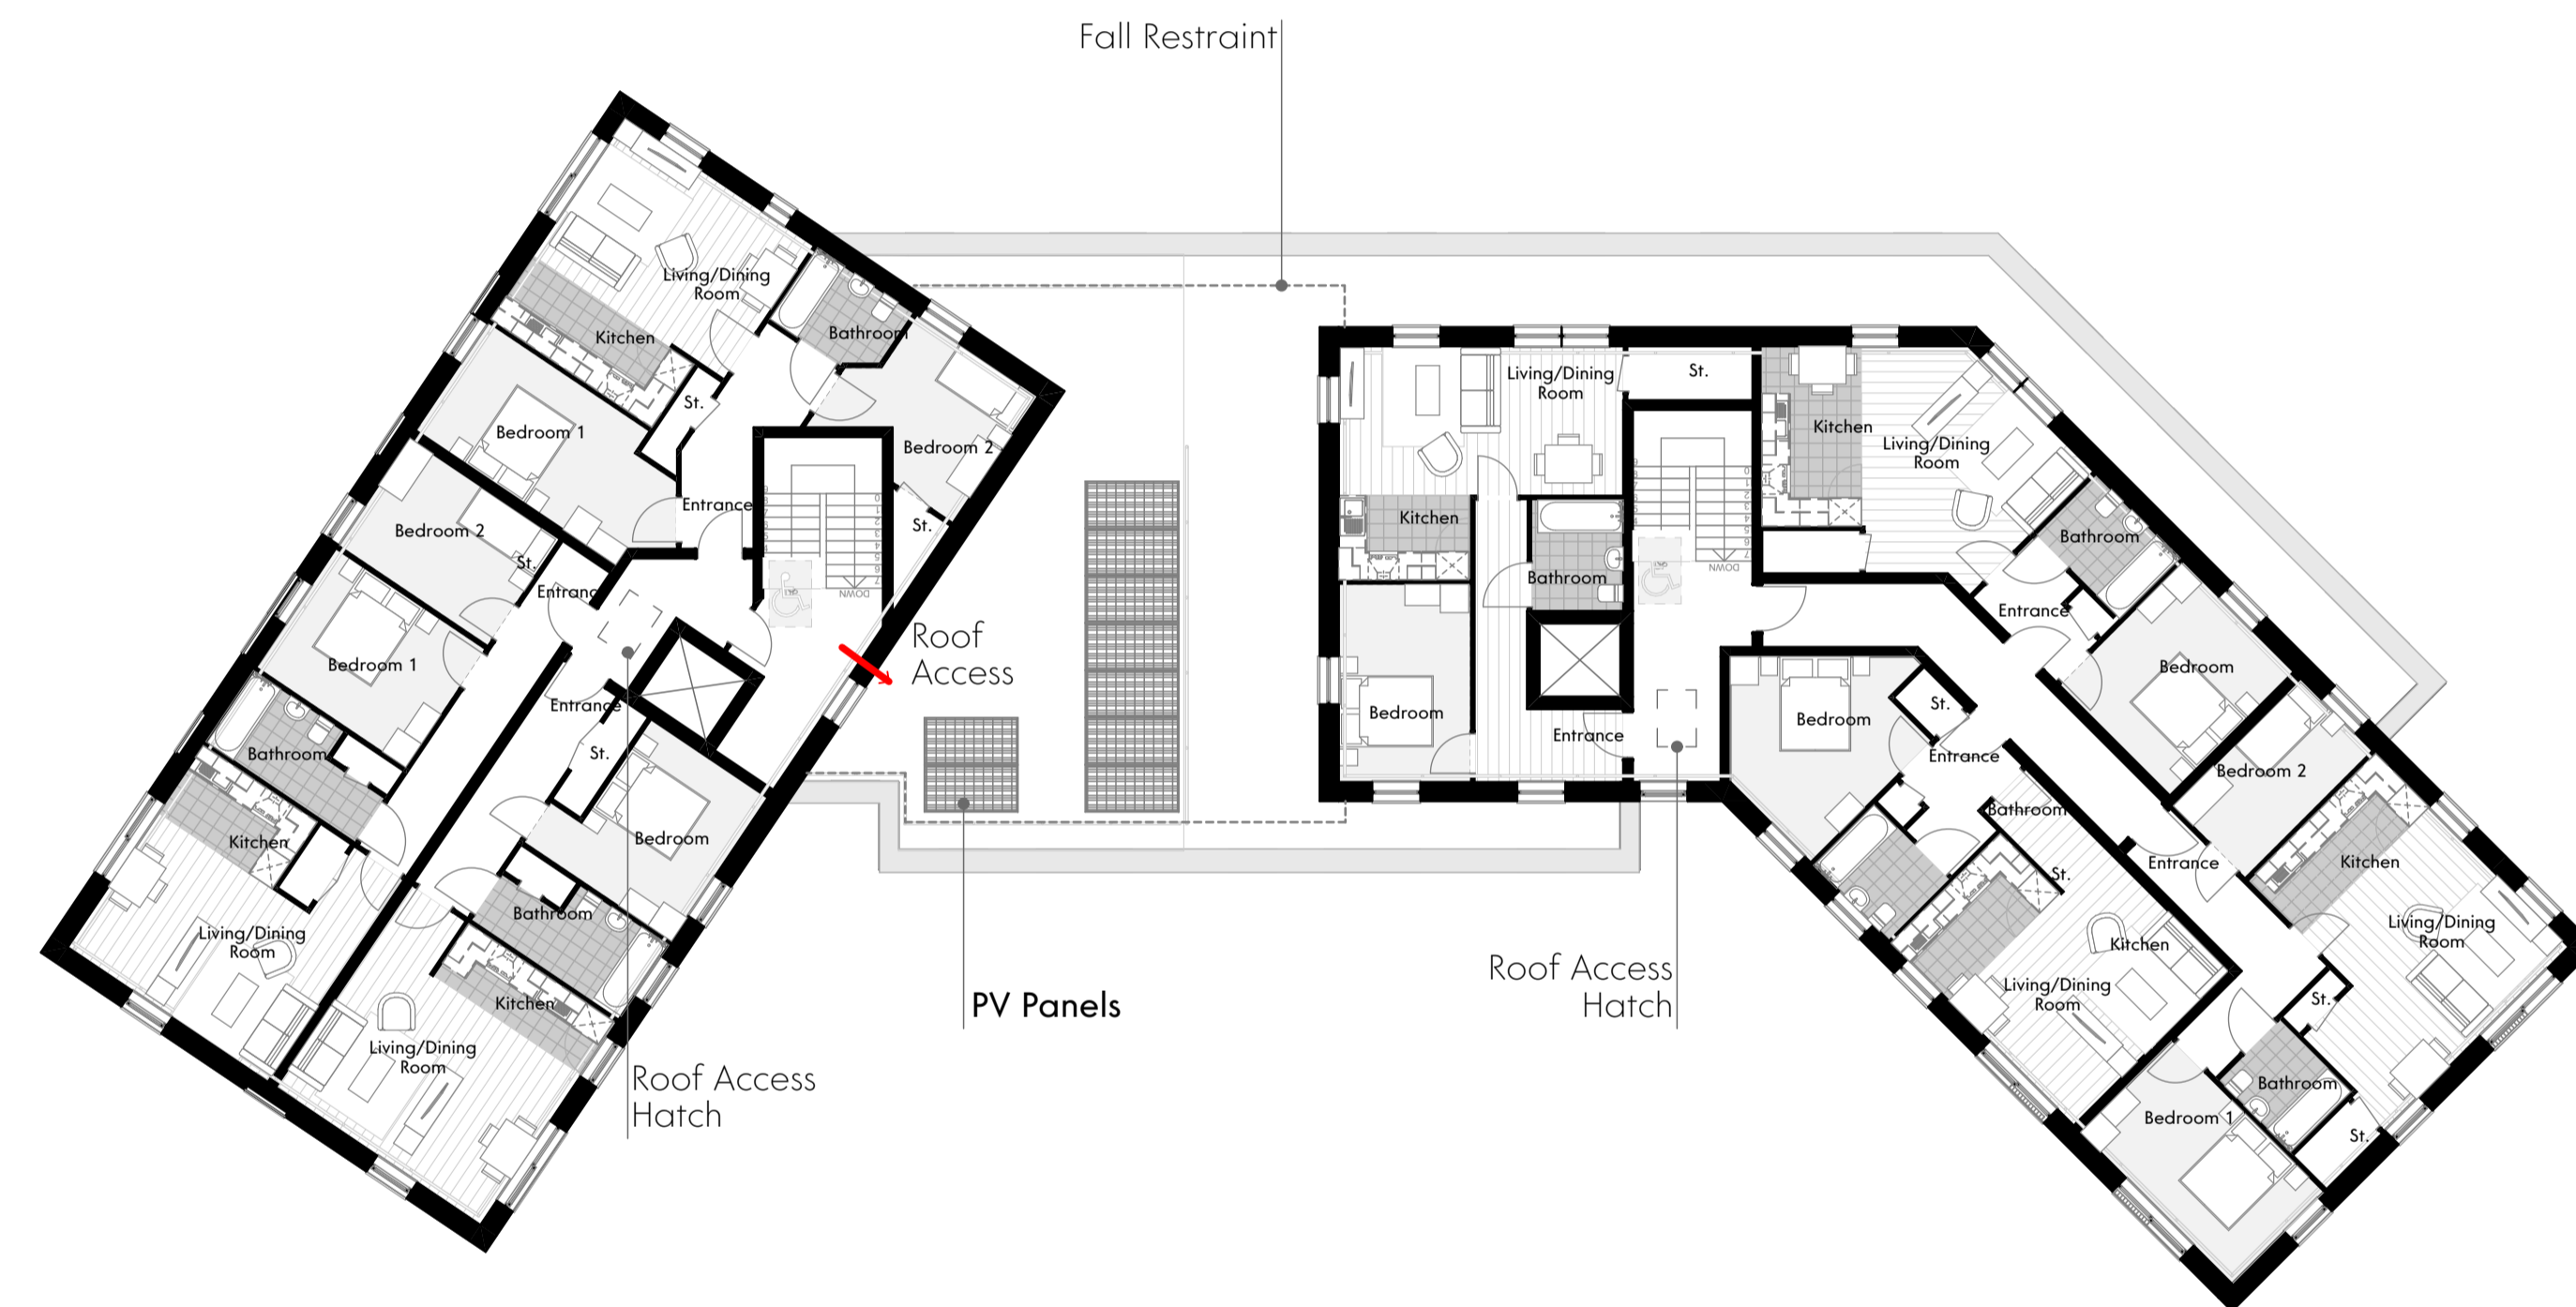 Fall Restraint
Living/Dining
Room
Kitchen
Bathroom
Bedroom 1
St.
Bedroom 2
Entrance
St.
Bedroom 2
St.
Entranc
Bedroom 1
Entrance
Bathroom
St.
Kitchen
Bedroom
Living/Dining
Room
Bathroom
Kitchen
Living/Dining
Room
DOWN
Roof
Access
PV Panels
Roof Access
Hatch
Living/Dining
Room
St.
Kitchen
Bathroom
Bedroom
Entrance
DOWN
Kitchen
Living/Dining
Room
Bathroom
Entrance
Bedroom
Bedroom
St.
Entrance
Bedroom 2
Bathroom
St.
Entrance
Kitchen
Kitchen
Living/Dining
Room
Living/Dining
Room
St.
Bathroom
Bedroom 1
St.
Roof Access
Hatch